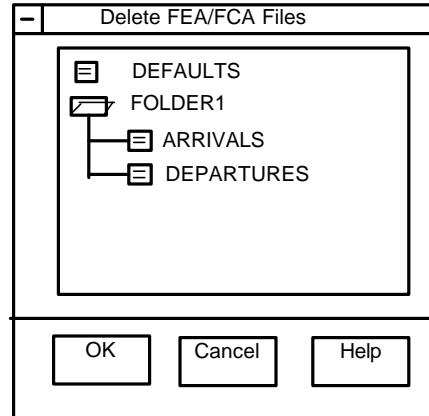 Delete FEA/FCA Files
DEFAULTS
FOLDER1
ARRIVALS
DEPARTURES
OK Cancel Help